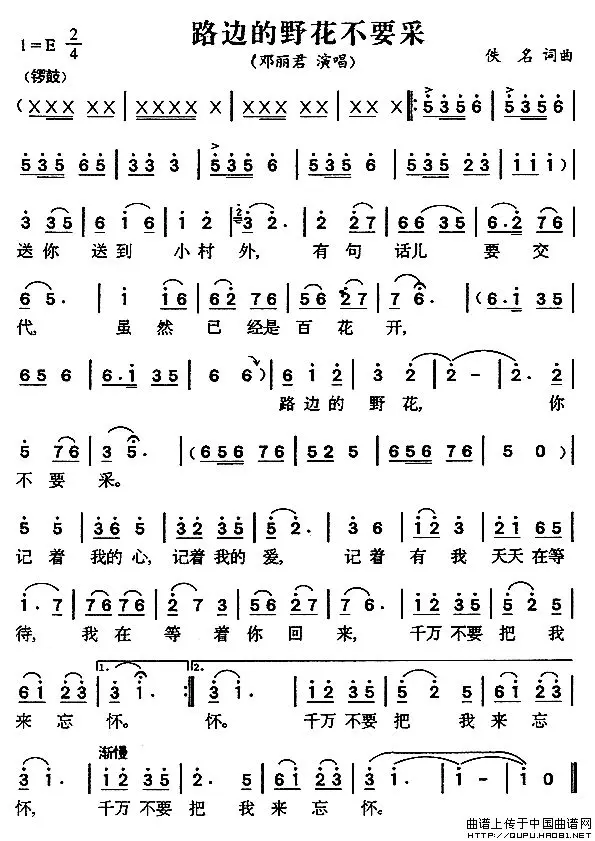 路边的野花不要采
1=E 2/4
(邓丽君 演唱)
佚 名 词曲
(锣鼓)
(X X X X X X | X X X X X X | X X X X X X | X X X X X |: 5 3 5 6 | 5 3 5 6 |
5 3 5 6 5 | 3 3 3 | 5 3 5 6 | 5 3 5 6 | 5 3 5 2 3 | 1 1 1 )
3 3 5 | 6 1 6 | 1 2 | 2 3 2 . | 2 2 7 | 6 6 3 5 | 6 . 2 7 6 |
送你 送到 小村 外, 有句 话儿 要交
6 5 . | 1 1 6 | 6 2 7 6 | 5 6 2 7 | 7 6 . | ( 6 . 1 3 5 |
代, 虽然 已经是 百花 开,
6 5 6 | 6 . 1 3 5 | 6 6 6 ) | 6 1 2 | 3 2 | 2 - | 2 . 2 |
路边的 野花, 你
5 7 6 | 3 5 . | ( 6 5 6 7 6 | 5 2 5 | 6 5 6 7 6 | 5 0 ) |
不要 采。
5 5 | 3 6 5 | 3 2 3 5 | 5 2 . | 3 6 | 1 2 3 | 2 1 6 5 |
记着 我的心, 记着我的 爱, 记着 有我 天天在等
1 . 7 | 7 6 7 6 | 2 7 3 | 2 2 7 | 7 6 . | 1 2 3 5 | 5 2 5 |
待, 我在 等着 你回 来, 千万不要 把我
1. 2.
6 1 2 3 | 3 1 . :| 3 1 . | 1 2 3 5 | 5 2 5 | 6 1 2 3 |
来忘 怀。 怀。 千万不要 把我 来忘
渐慢
3 1 . | 1 2 3 5 | 2 . 5 | 6 1 2 3 | 3 1 . | 1 - | 1 0 |
怀, 千万不要 把我 来忘 怀。
曲谱上传于中国曲谱网
http://QUPU.HAO81.NET